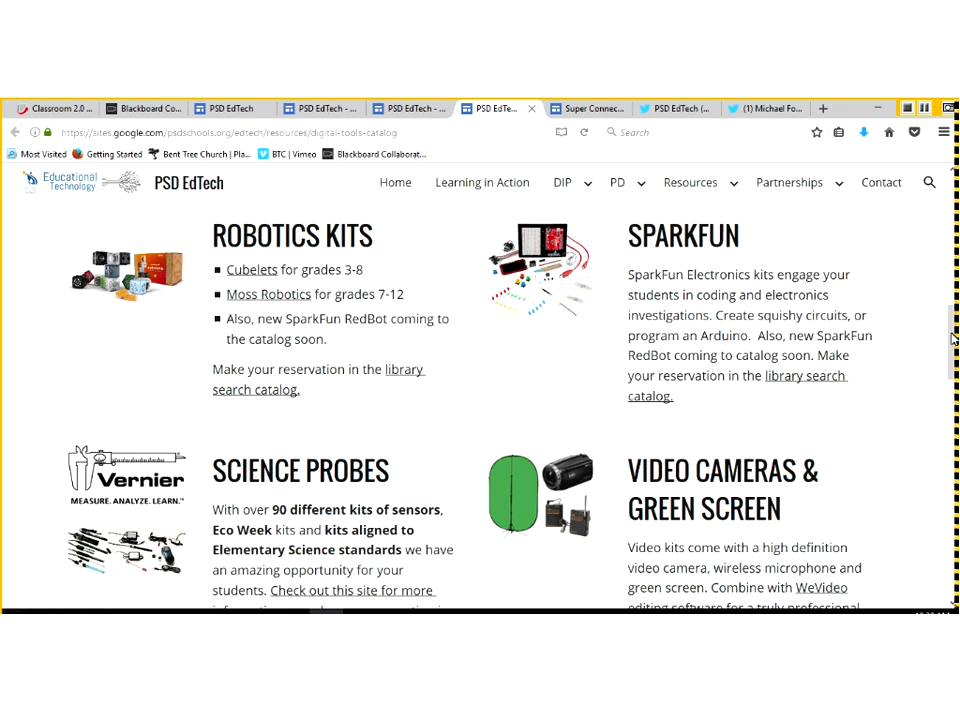 Classroom 2.0 ...
Blackboard Co...
PSD EdTech
PSD EdTech - ...
PSD EdTech - ...
PSD EdTe...
Super Connec...
PSD EdTech (...
(1) Michael Fo...
https://sites.google.com/psdschools.org/edtech/resources/digital-tools-catalog
Search
Most Visited
Getting Started
Bent Tree Church | Pla...
BTC | Vimeo
Blackboard Collaborat...
Educational
Technology
PSD EdTech
Home
Learning in Action
DIP
PD
Resources
Partnerships
Contact
ROBOTICS KITS
Cubelets for grades 3-8
Moss Robotics for grades 7-12
Also, new SparkFun RedBot coming to
the catalog soon.
Make your reservation in the library
search catalog.
SPARKFUN
SparkFun Electronics kits engage your
students in coding and electronics
investigations. Create squishy circuits, or
program an Arduino. Also, new SparkFun
RedBot coming to catalog soon. Make
your reservation in the library search
catalog.
Vernier
MEASURE. ANALYZE. LEARN.™
SCIENCE PROBES
With over 90 different kits of sensors,
Eco Week kits and kits aligned to
Elementary Science standards we have
an amazing opportunity for your
students. Check out this site for more
VIDEO CAMERAS &
GREEN SCREEN
Video kits come with a high definition
video camera, wireless microphone and
green screen. Combine with WeVideo
editing software for a truly professional